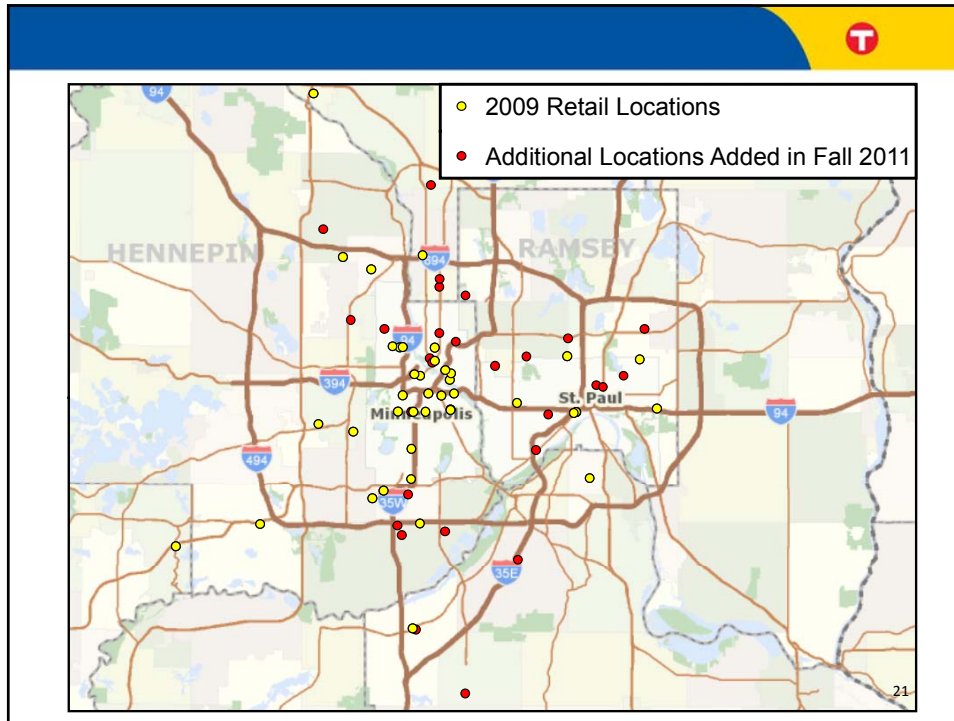 T
2009 Retail Locations
Additional Locations Added in Fall 2011
94
HENNEPIN
RAMSEY
694
94
394
Minneapolis
St. Paul
94
494
35W
35E
21